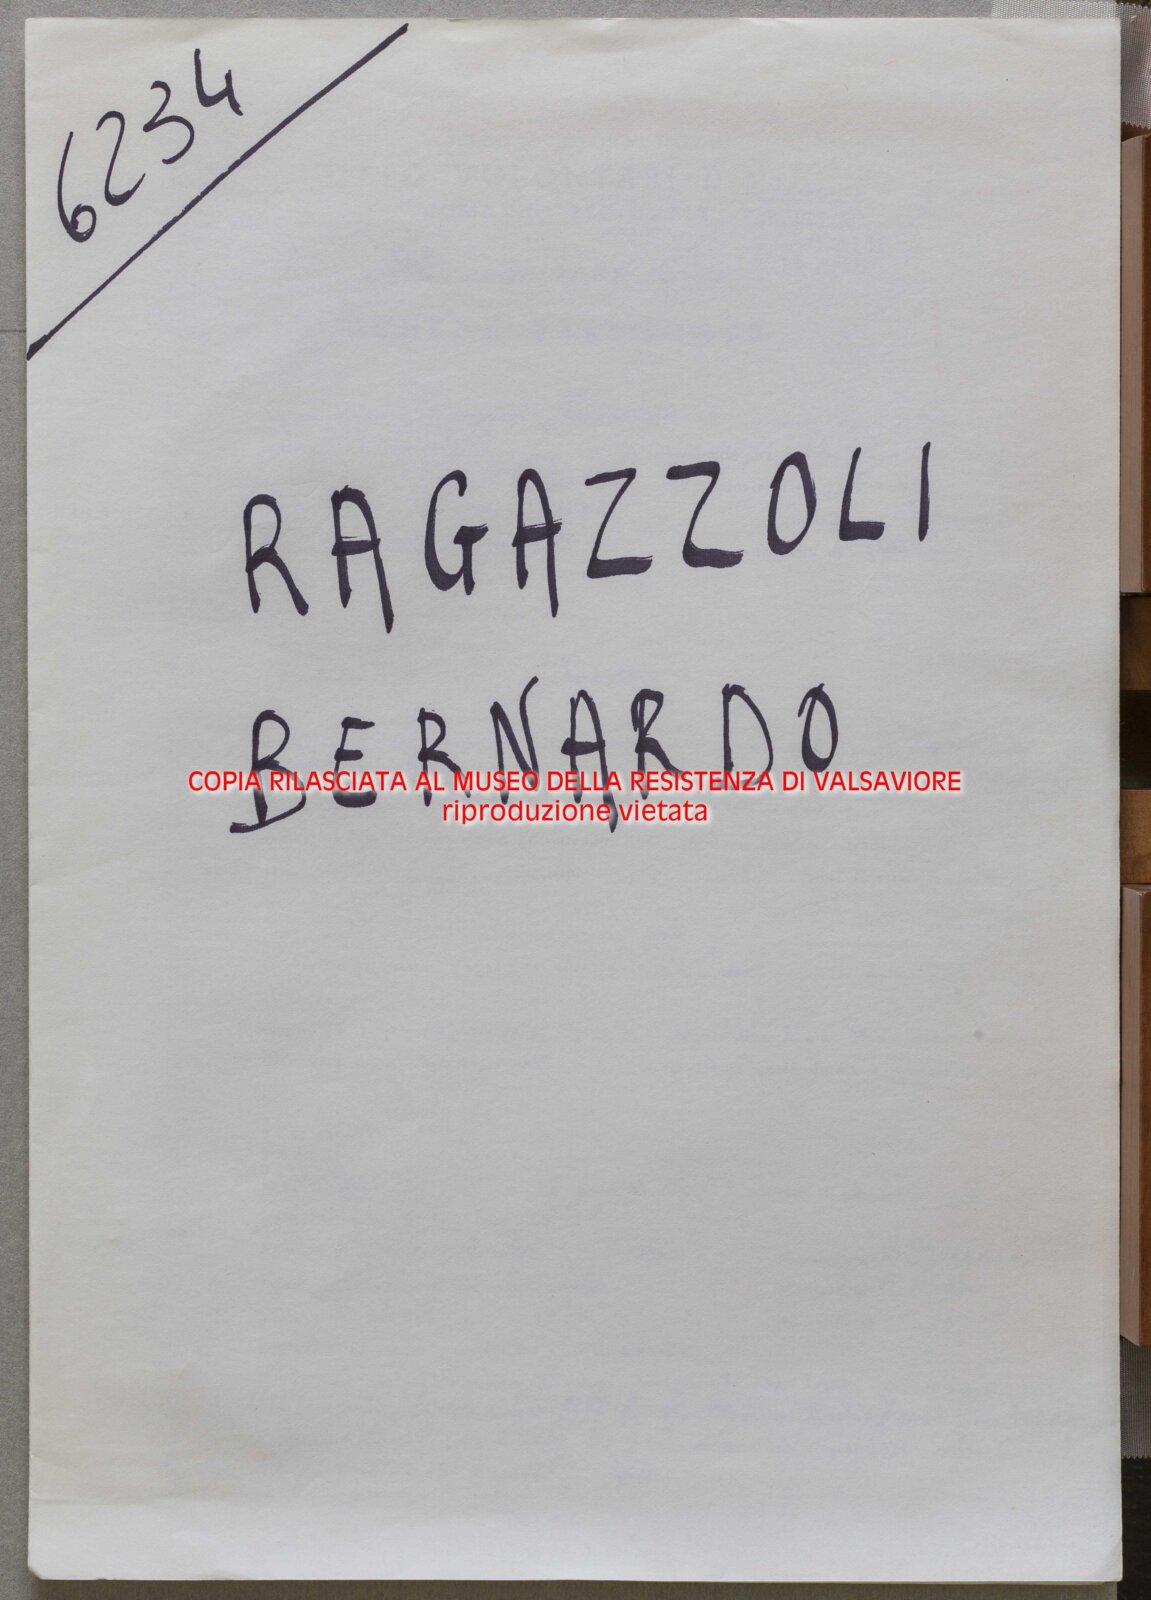 6234
RAGAZZOLI
BERNARDO
COPIA RILASCIATA AL MUSEO DELLA RESISTENZA DI VALSAVIORE
riproduzione vietata